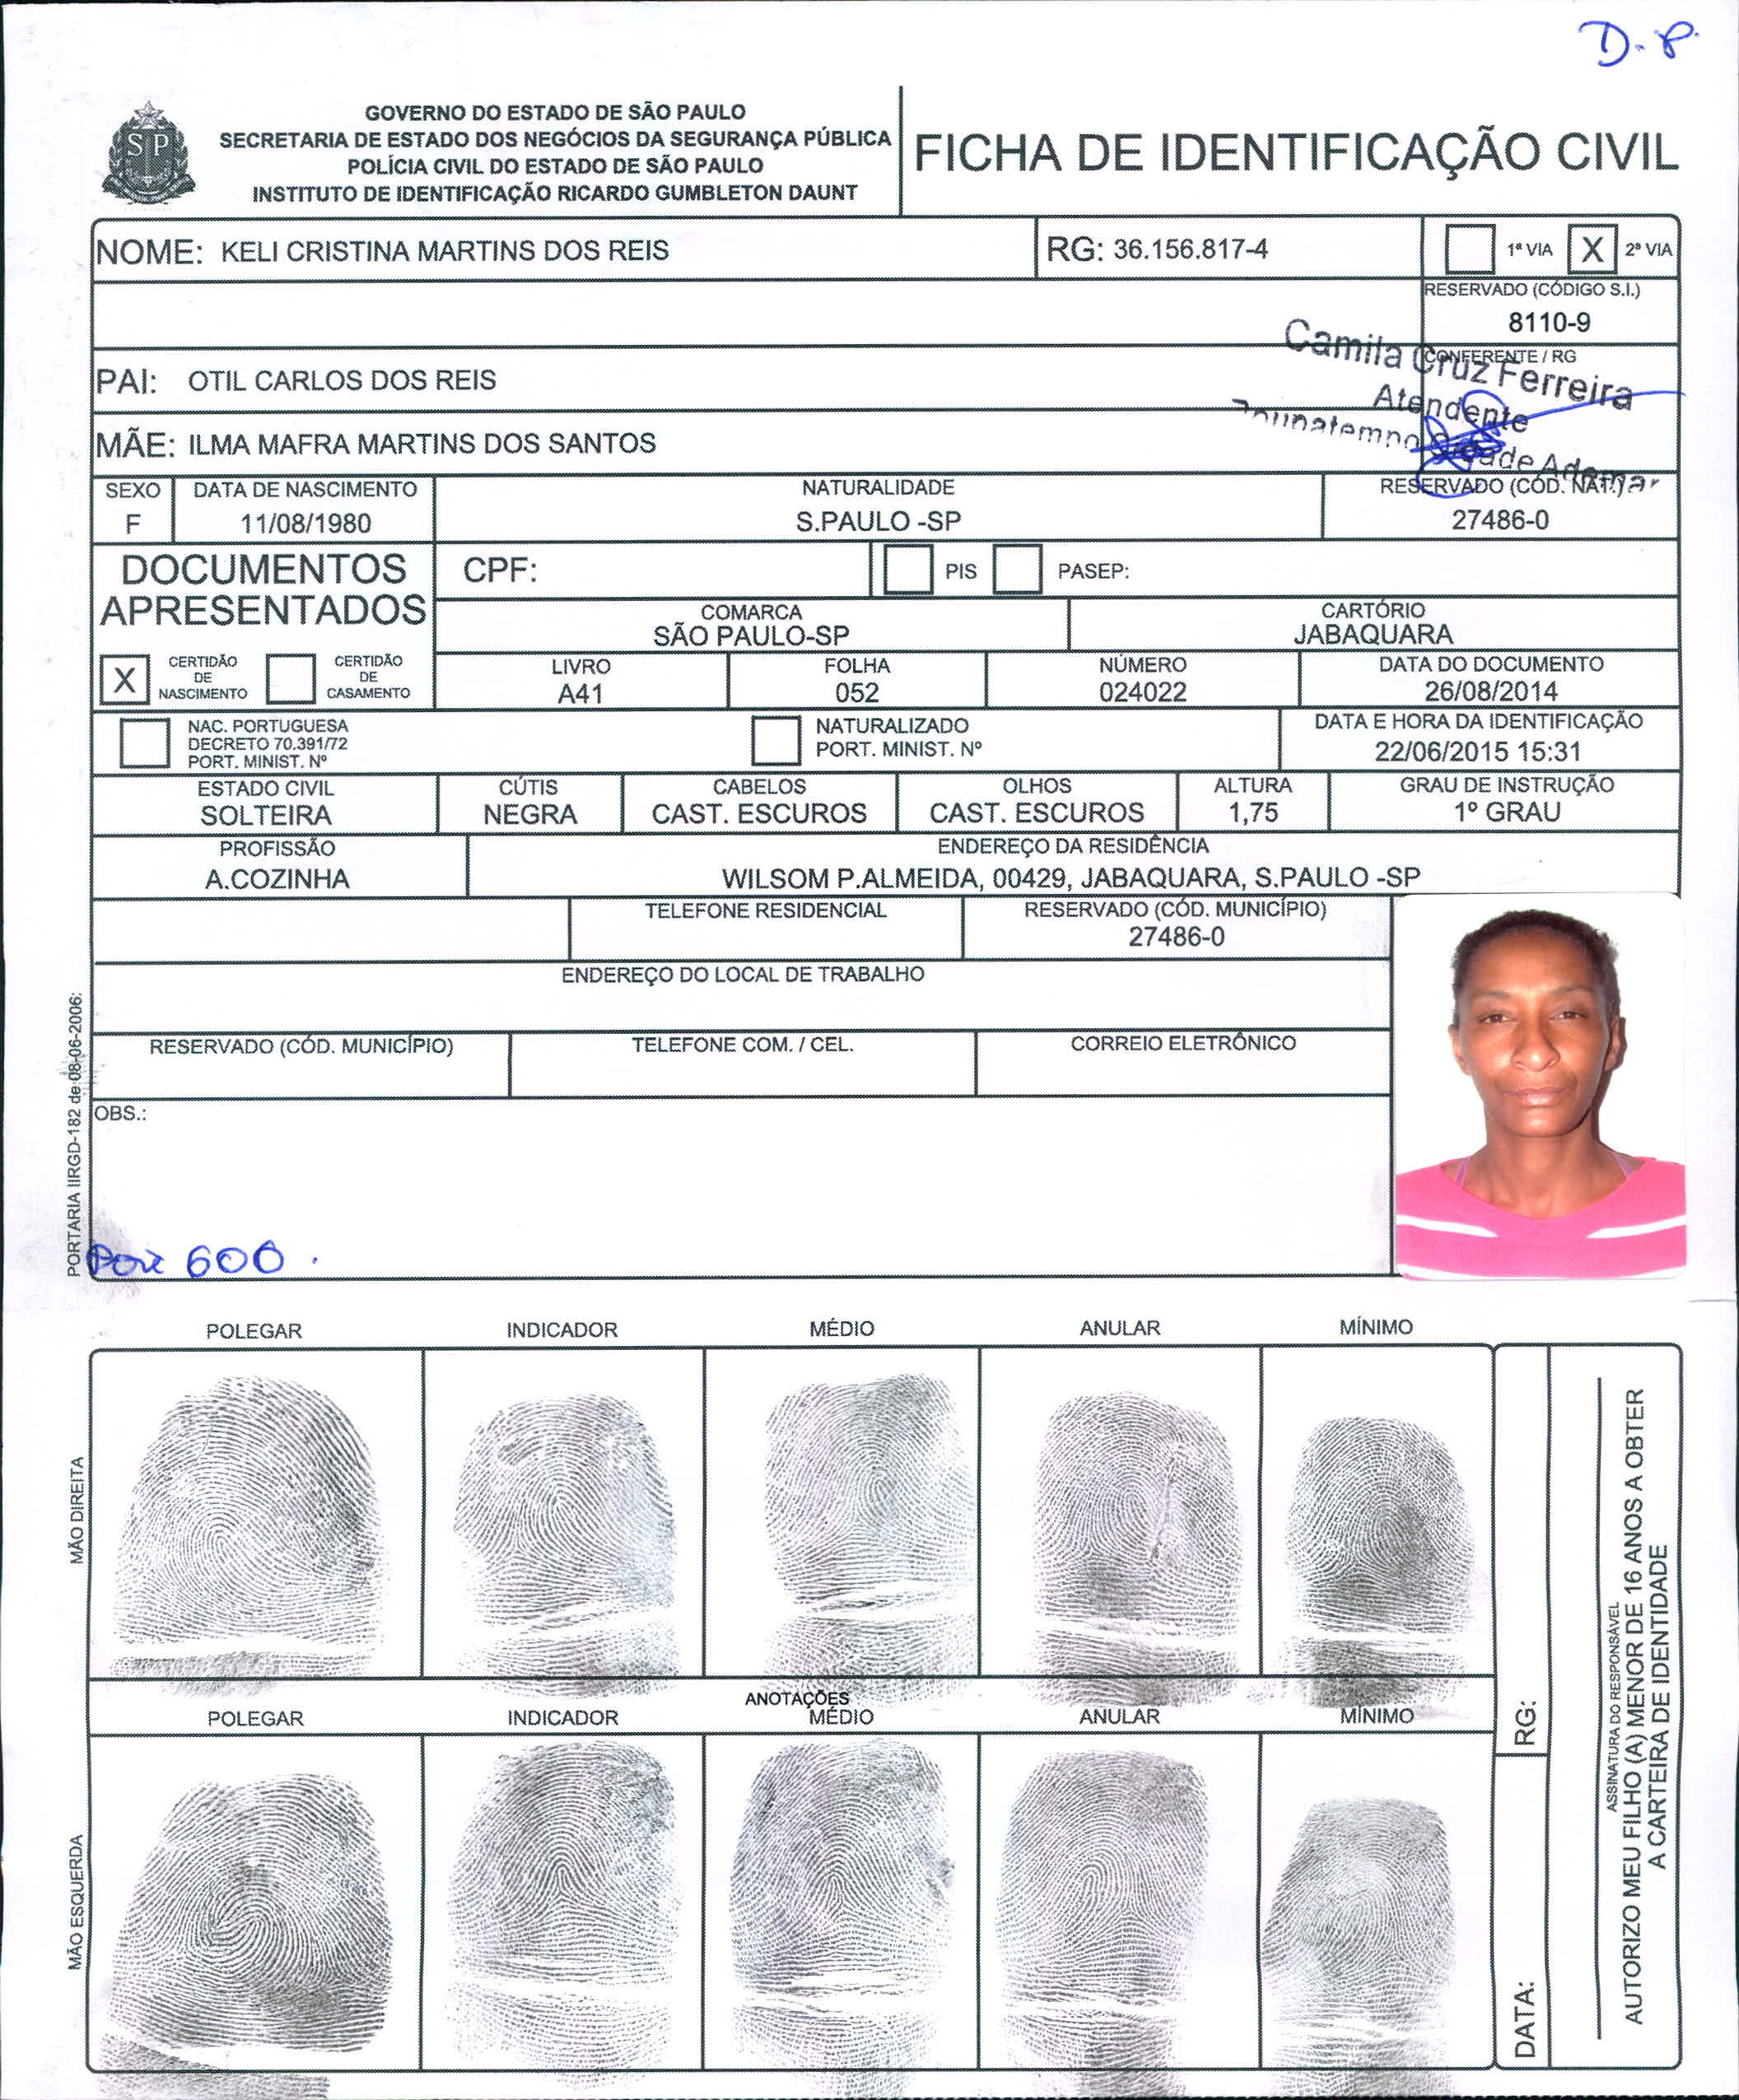 D. P.
GOVERNO DO ESTADO DE SÃO PAULO
SECRETARIA DE ESTADO DOS NEGÓCIOS DA SEGURANÇA PÚBLICA
POLÍCIA CIVIL DO ESTADO DE SÃO PAULO
INSTITUTO DE IDENTIFICAÇÃO RICARDO GUMBLETON DAUNT
SP
FICHA DE IDENTIFICAÇÃO CIVIL
NOME: KELI CRISTINA MARTINS DOS REIS
RG: 36.156.817-4
1ª VIA X 2ª VIA
RESERVADO (CÓDIGO S.I.)
8110-9
CONFERENTE / RG
Camila Cruz Ferreira
Atendente
Poupatempo Cidade Ademar
PAI: OTIL CARLOS DOS REIS
MÃE: ILMA MAFRA MARTINS DOS SANTOS
SEXO DATA DE NASCIMENTO NATURALIDADE RESERVADO (CÓD. NAT.)
F 11/08/1980 S.PAULO -SP 27486-0
DOCUMENTOS
APRESENTADOS
CPF: PIS PASEP:
COMARCA CARTÓRIO
SÃO PAULO-SP JABAQUARA
X CERTIDÃO
DE
NASCIMENTO
CERTIDÃO
DE
CASAMENTO
LIVRO FOLHA NÚMERO DATA DO DOCUMENTO
A41 052 024022 26/08/2014
NAC. PORTUGUESA
DECRETO 70.391/72
PORT. MINIST. Nº
NATURALIZADO
PORT. MINIST. Nº
DATA E HORA DA IDENTIFICAÇÃO
22/06/2015 15:31
ESTADO CIVIL CÚTIS CABELOS OLHOS ALTURA GRAU DE INSTRUÇÃO
SOLTEIRA NEGRA CAST. ESCUROS CAST. ESCUROS 1,75 1º GRAU
PROFISSÃO ENDEREÇO DA RESIDÊNCIA
A.COZINHA WILSOM P.ALMEIDA, 00429, JABAQUARA, S.PAULO -SP
TELEFONE RESIDENCIAL RESERVADO (CÓD. MUNICÍPIO)
27486-0
ENDEREÇO DO LOCAL DE TRABALHO
RESERVADO (CÓD. MUNICÍPIO) TELEFONE COM. / CEL. CORREIO ELETRÔNICO
OBS.:
600
PORTARIA IIRGD-182 de 08-06-2006:
POLEGAR INDICADOR MÉDIO ANULAR MÍNIMO
MÃO DIREITA
ANOTAÇÕES
POLEGAR INDICADOR MÉDIO ANULAR MÍNIMO
MÃO ESQUERDA
RG:
DATA:
ASSINATURA DO RESPONSÁVEL
AUTORIZO MEU FILHO (A) MENOR DE 16 ANOS A OBTER
A CARTEIRA DE IDENTIDADE